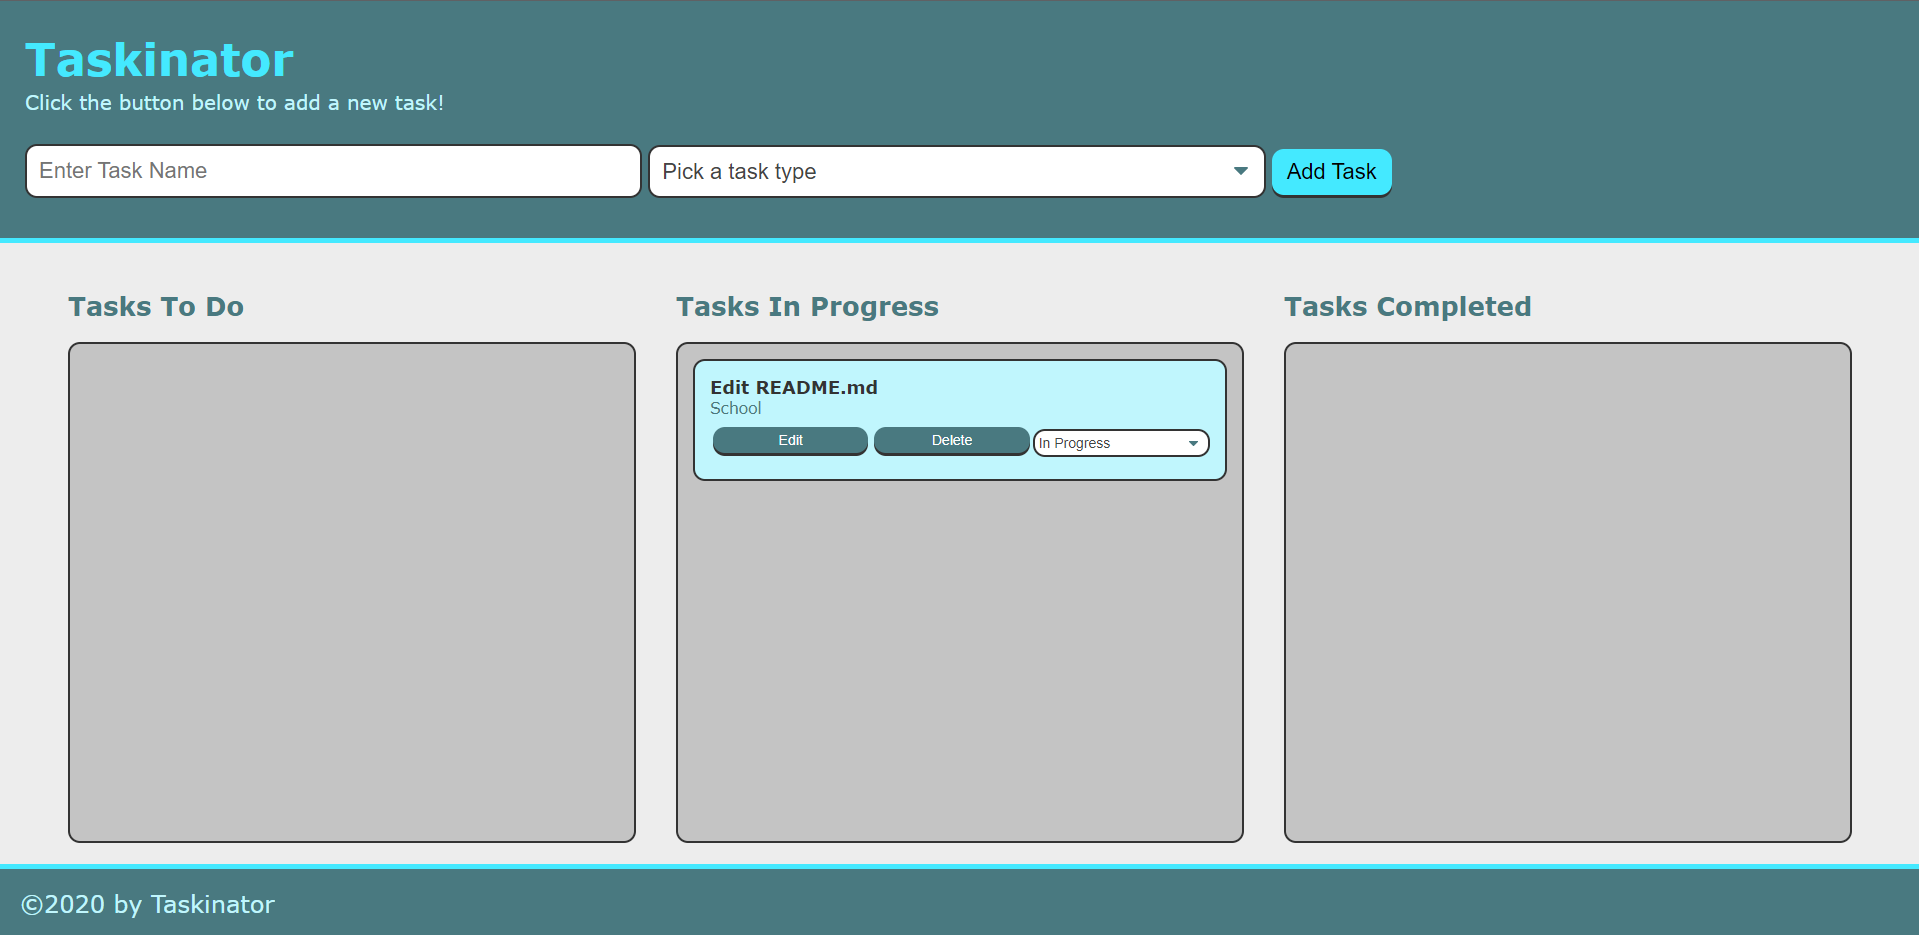 Taskinator
Click the button below to add a new task!
Enter Task Name
Pick a task type
Add Task
Tasks To Do
Tasks In Progress
Tasks Completed
Edit README.md
School
Edit
Delete
In Progress
©2020 by Taskinator